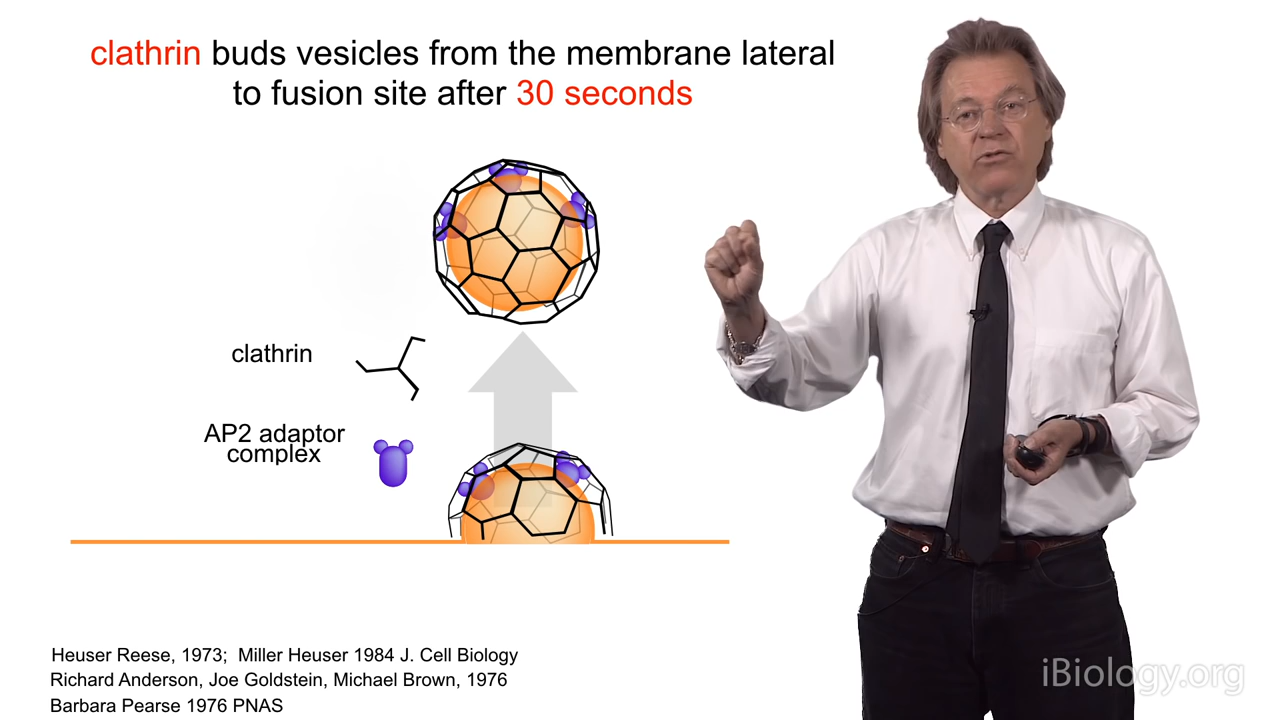 clathrin buds vesicles from the membrane lateral
to fusion site after 30 seconds
clathrin
AP2 adaptor
complex
Heuser Reese, 1973; Miller Heuser 1984 J. Cell Biology
Richard Anderson, Joe Goldstein, Michael Brown, 1976
Barbara Pearse 1976 PNAS
iBiology.org